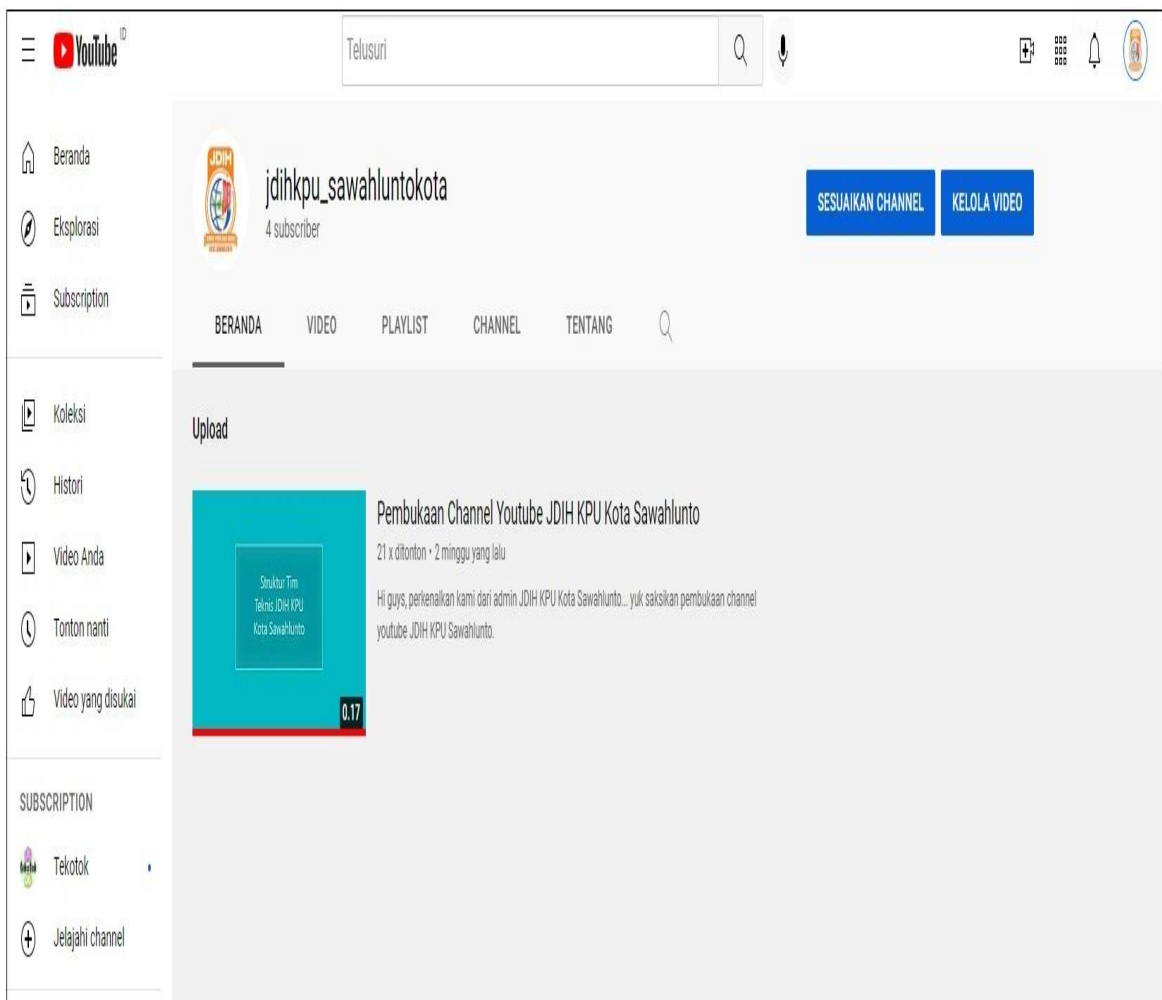 YouTube ID
Telusuri
Beranda
Eksplorasi
Subscription
Koleksi
Histori
Video Anda
Tonton nanti
Video yang disukai
SUBSCRIPTION
Tekotok
Jelajahi channel
JDIH
jdihkpu_sawahluntokota
4 subscriber
SESUAIKAN CHANNEL
KELOLA VIDEO
BERANDA VIDEO PLAYLIST CHANNEL TENTANG
Upload
Struktur Tim
Teknis JDIH KPU
Kota Sawahlunto
0.17
Pembukaan Channel Youtube JDIH KPU Kota Sawahlunto
21 x ditonton • 2 minggu yang lalu
Hi guys, perkenalkan kami dari admin JDIH KPU Kota Sawahlunto... yuk saksikan pembukaan channel
youtube JDIH KPU Sawahlunto.